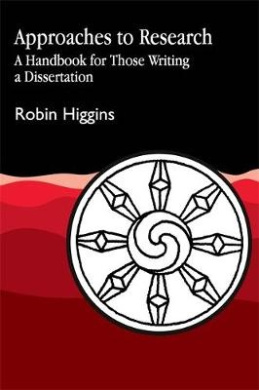 Approaches to Research
A Handbook for Those Writing
a Dissertation
Robin Higgins